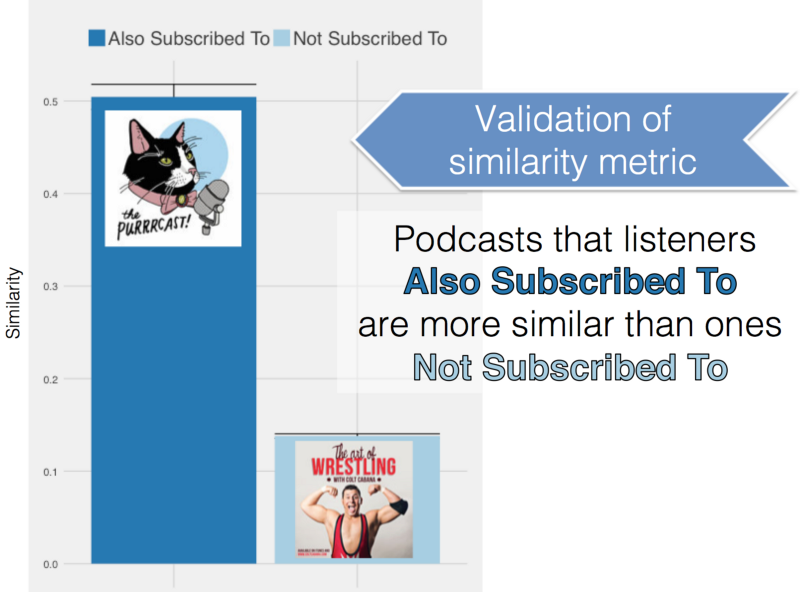 Also Subscribed To Not Subscribed To
0.5
0.4
0.3
0.2
0.1
0.0
Similarity
the
PURRRCAST!
The art of
WRESTLING
WITH COLT CABANA
Validation of
similarity metric
Podcasts that listeners
Also Subscribed To
are more similar than ones
Not Subscribed To